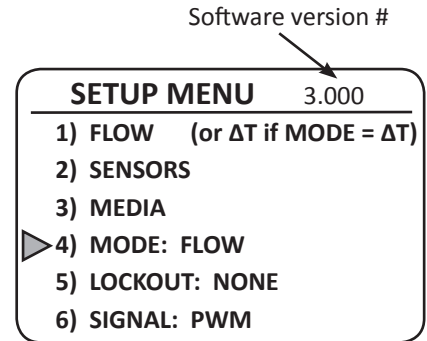 Software version #
SETUP MENU 3.000
1) FLOW (or ΔT if MODE = ΔT)
2) SENSORS
3) MEDIA
4) MODE: FLOW
5) LOCKOUT: NONE
6) SIGNAL: PWM